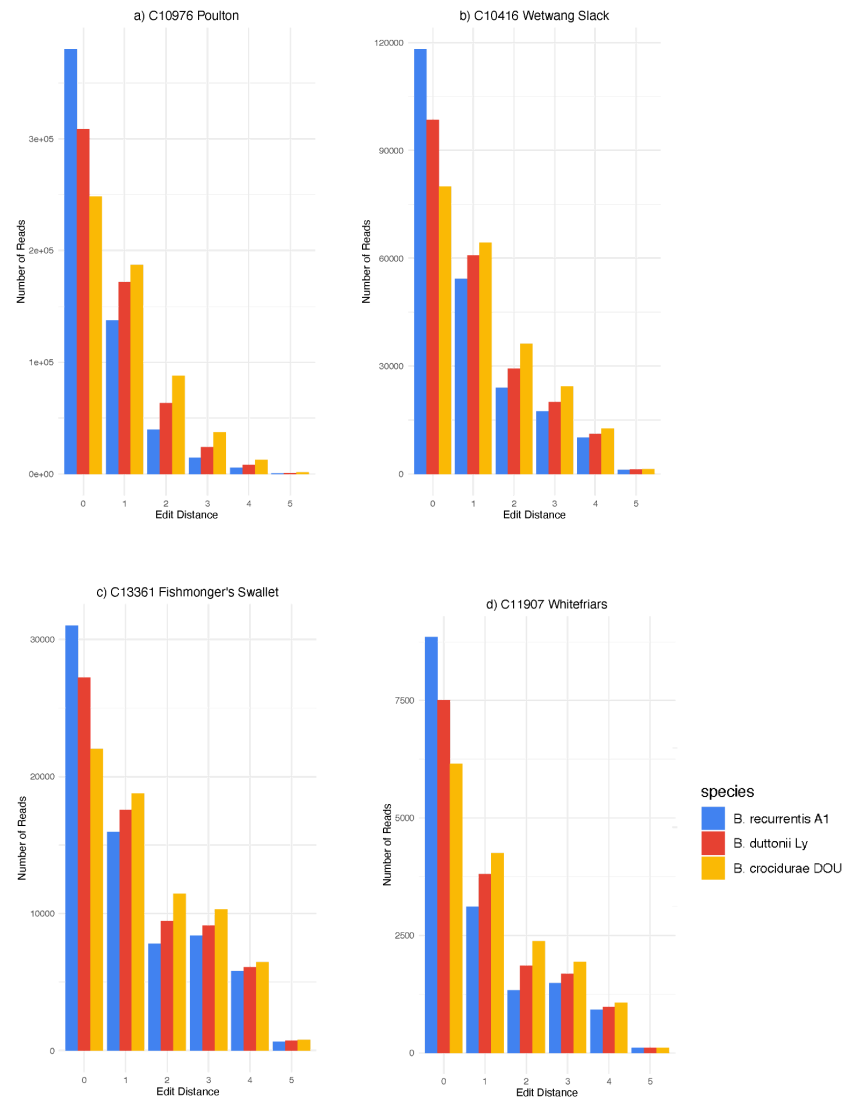 a) C10976 Poulton
Number of Reads
3e+05
2e+05
1e+05
0e+00
0 1 2 3 4 5
Edit Distance
b) C10416 Wetwang Slack
Number of Reads
120000
90000
60000
30000
0
0 1 2 3 4 5
Edit Distance
c) C13361 Fishmonger's Swallet
Number of Reads
30000
20000
10000
0
0 1 2 3 4 5
Edit Distance
d) C11907 Whitefriars
Number of Reads
7500
5000
2500
0
0 1 2 3 4 5
Edit Distance
species
B. recurrentis A1
B. duttonii Ly
B. crocidurae DOU